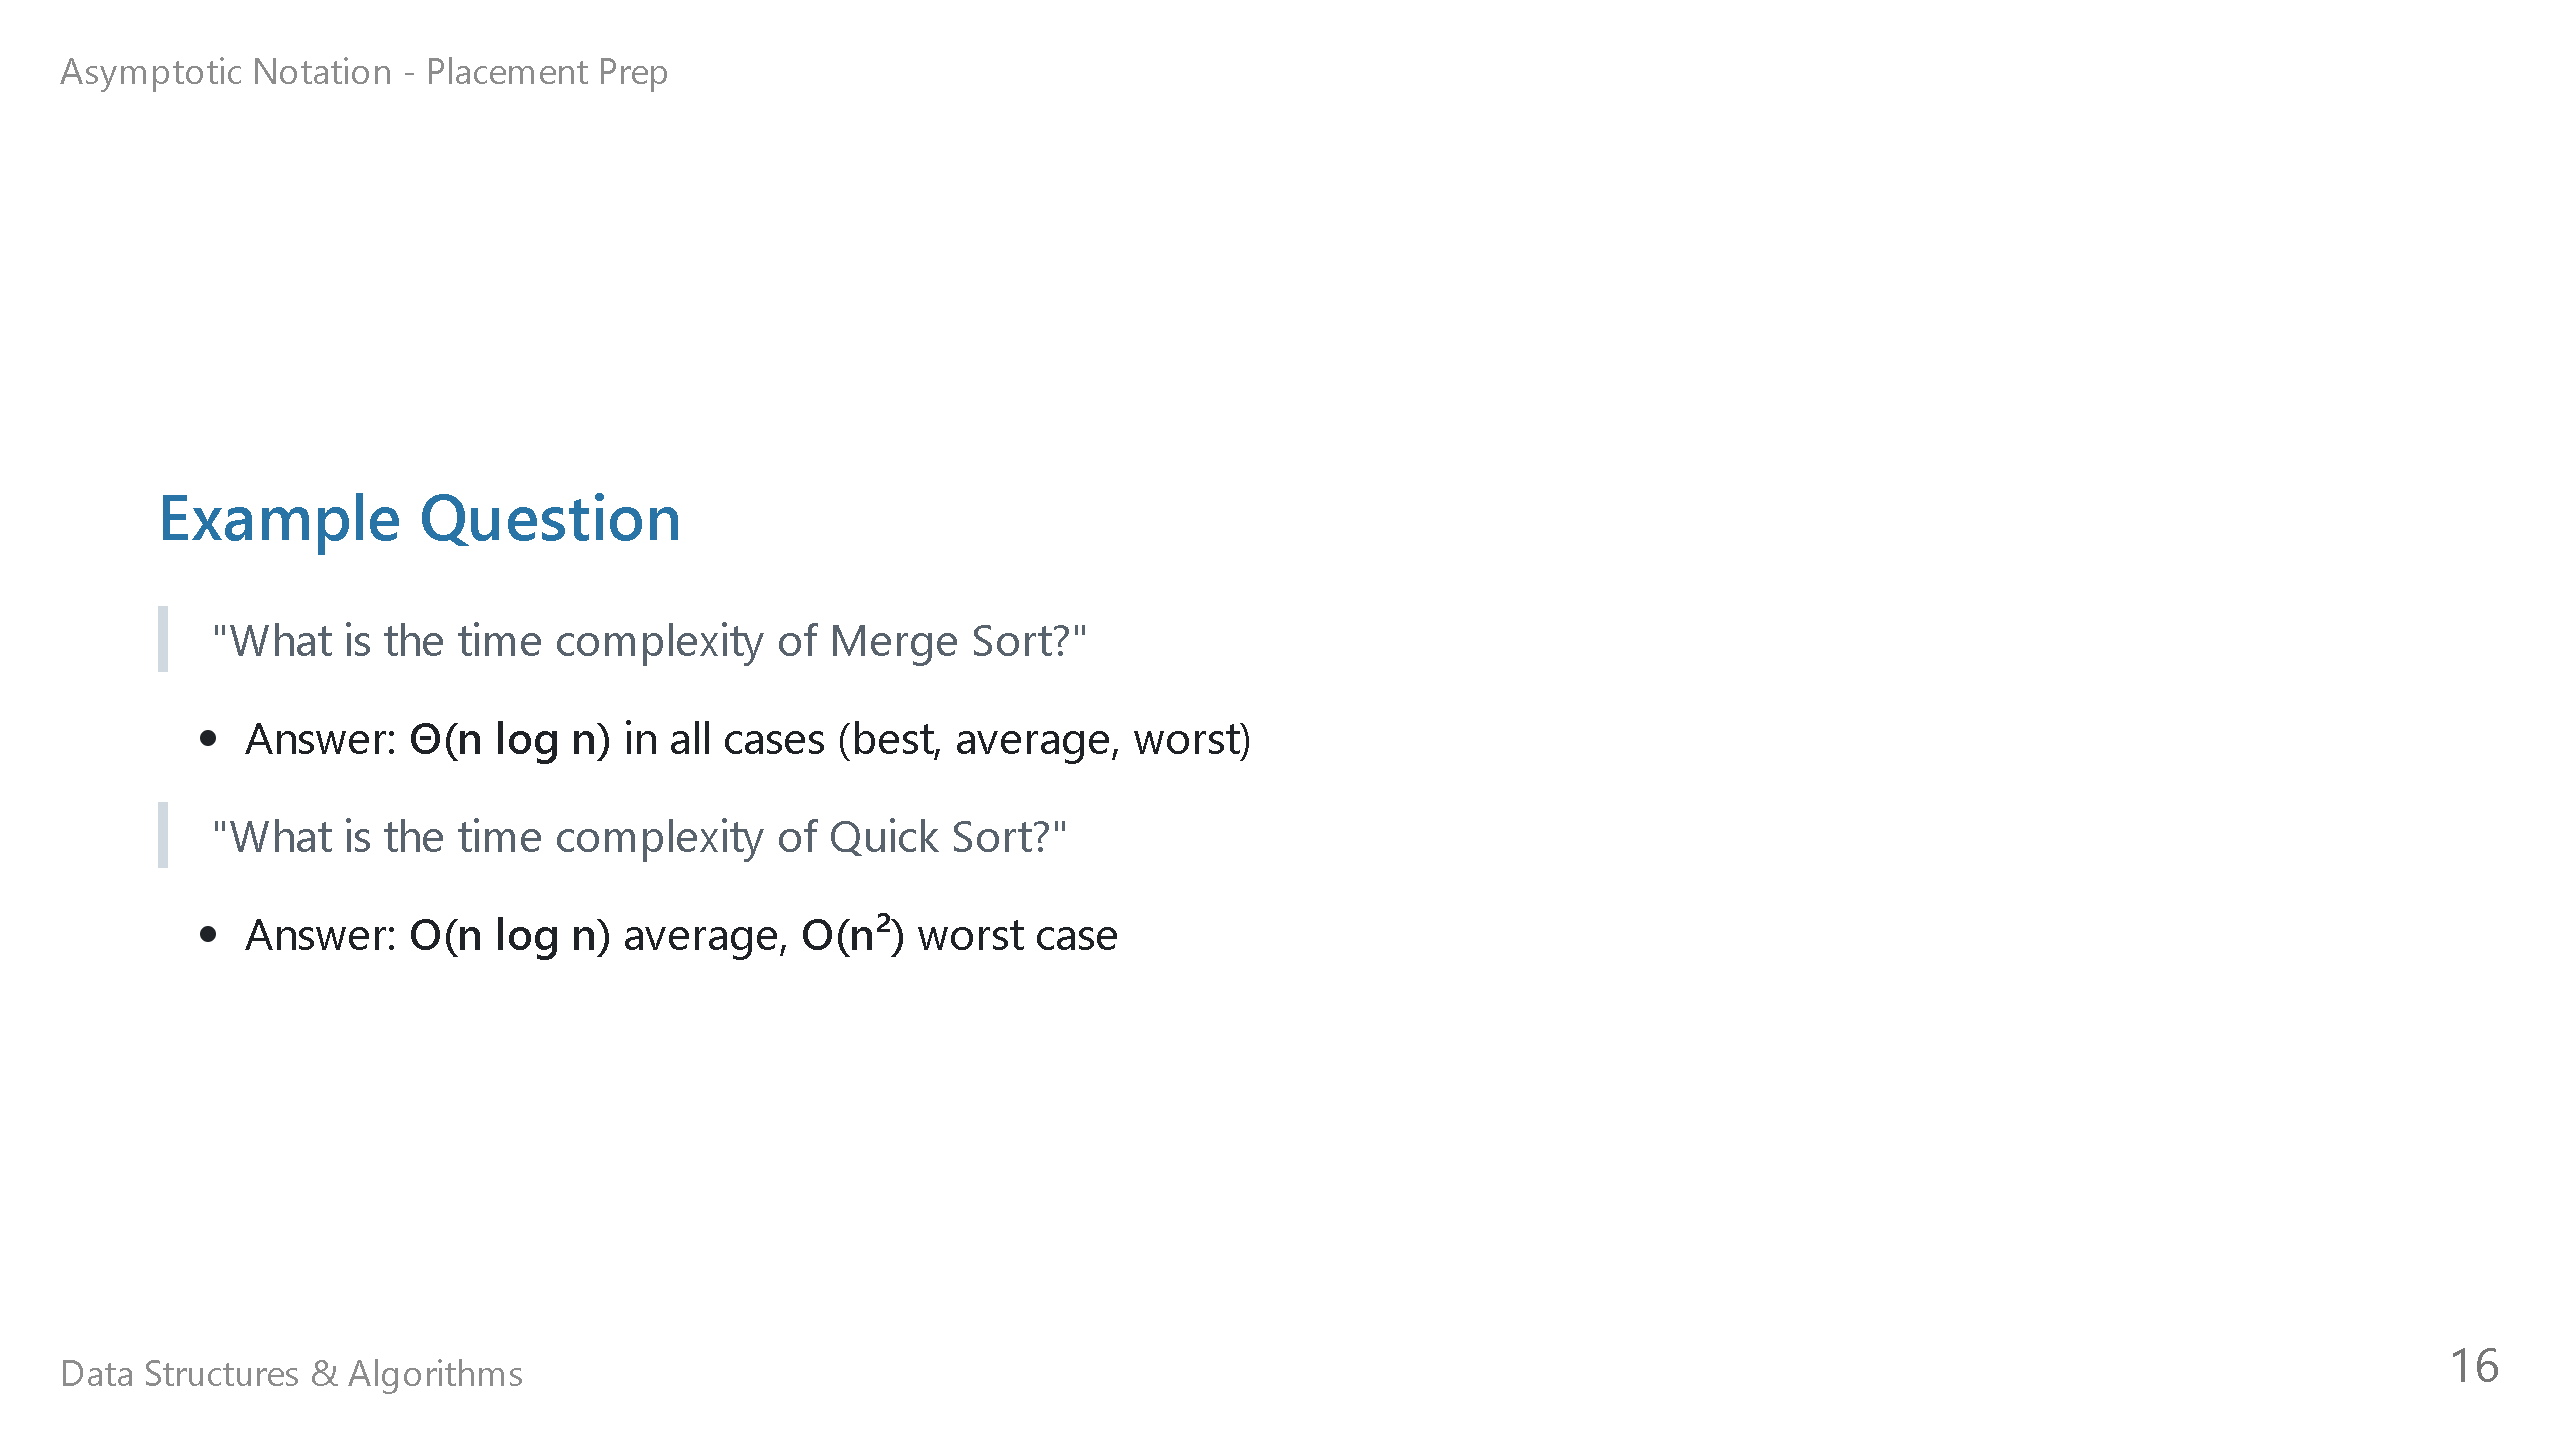 Asymptotic Notation - Placement Prep
Example Question
"What is the time complexity of Merge Sort?"
• Answer: Θ(n log n) in all cases (best, average, worst)
"What is the time complexity of Quick Sort?"
• Answer: O(n log n) average, O(n²) worst case
Data Structures & Algorithms
16